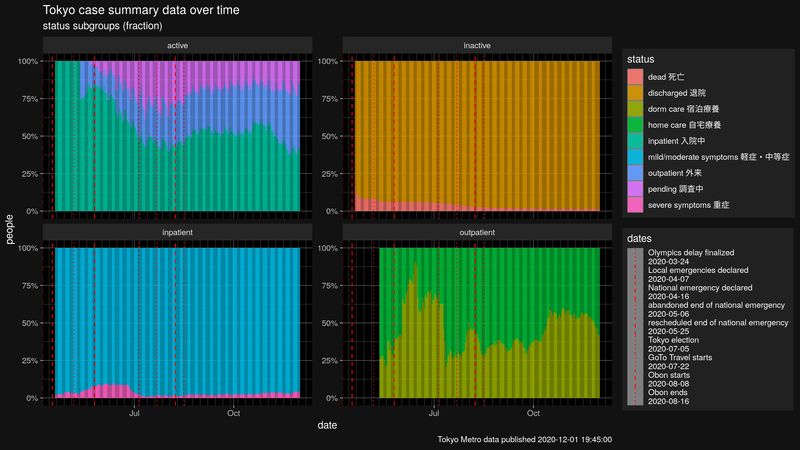 Tokyo case summary data over time
status subgroups (fraction)
active
inactive
100%
75%
50%
25%
0%
100%
75%
50%
25%
0%
inpatient
outpatient
100%
75%
50%
25%
0%
100%
75%
50%
25%
0%
Jul
Oct
Jul
Oct
people
date
status
dead 死亡
discharged 退院
dorm care 宿泊療養
home care 自宅療養
inpatient 入院中
mild/moderate symptoms 軽症・中等症
outpatient 外来
pending 調査中
severe symptoms 重症
dates
Olympics delay finalized
2020-03-24
Local emergencies declared
2020-04-07
National emergency declared
2020-04-16
abandoned end of national emergency
2020-05-06
rescheduled end of national emergency
2020-05-25
Tokyo election
2020-07-05
GoTo Travel starts
2020-07-22
Obon starts
2020-08-08
Obon ends
2020-08-16
Tokyo Metro data published 2020-12-01 19:45:00